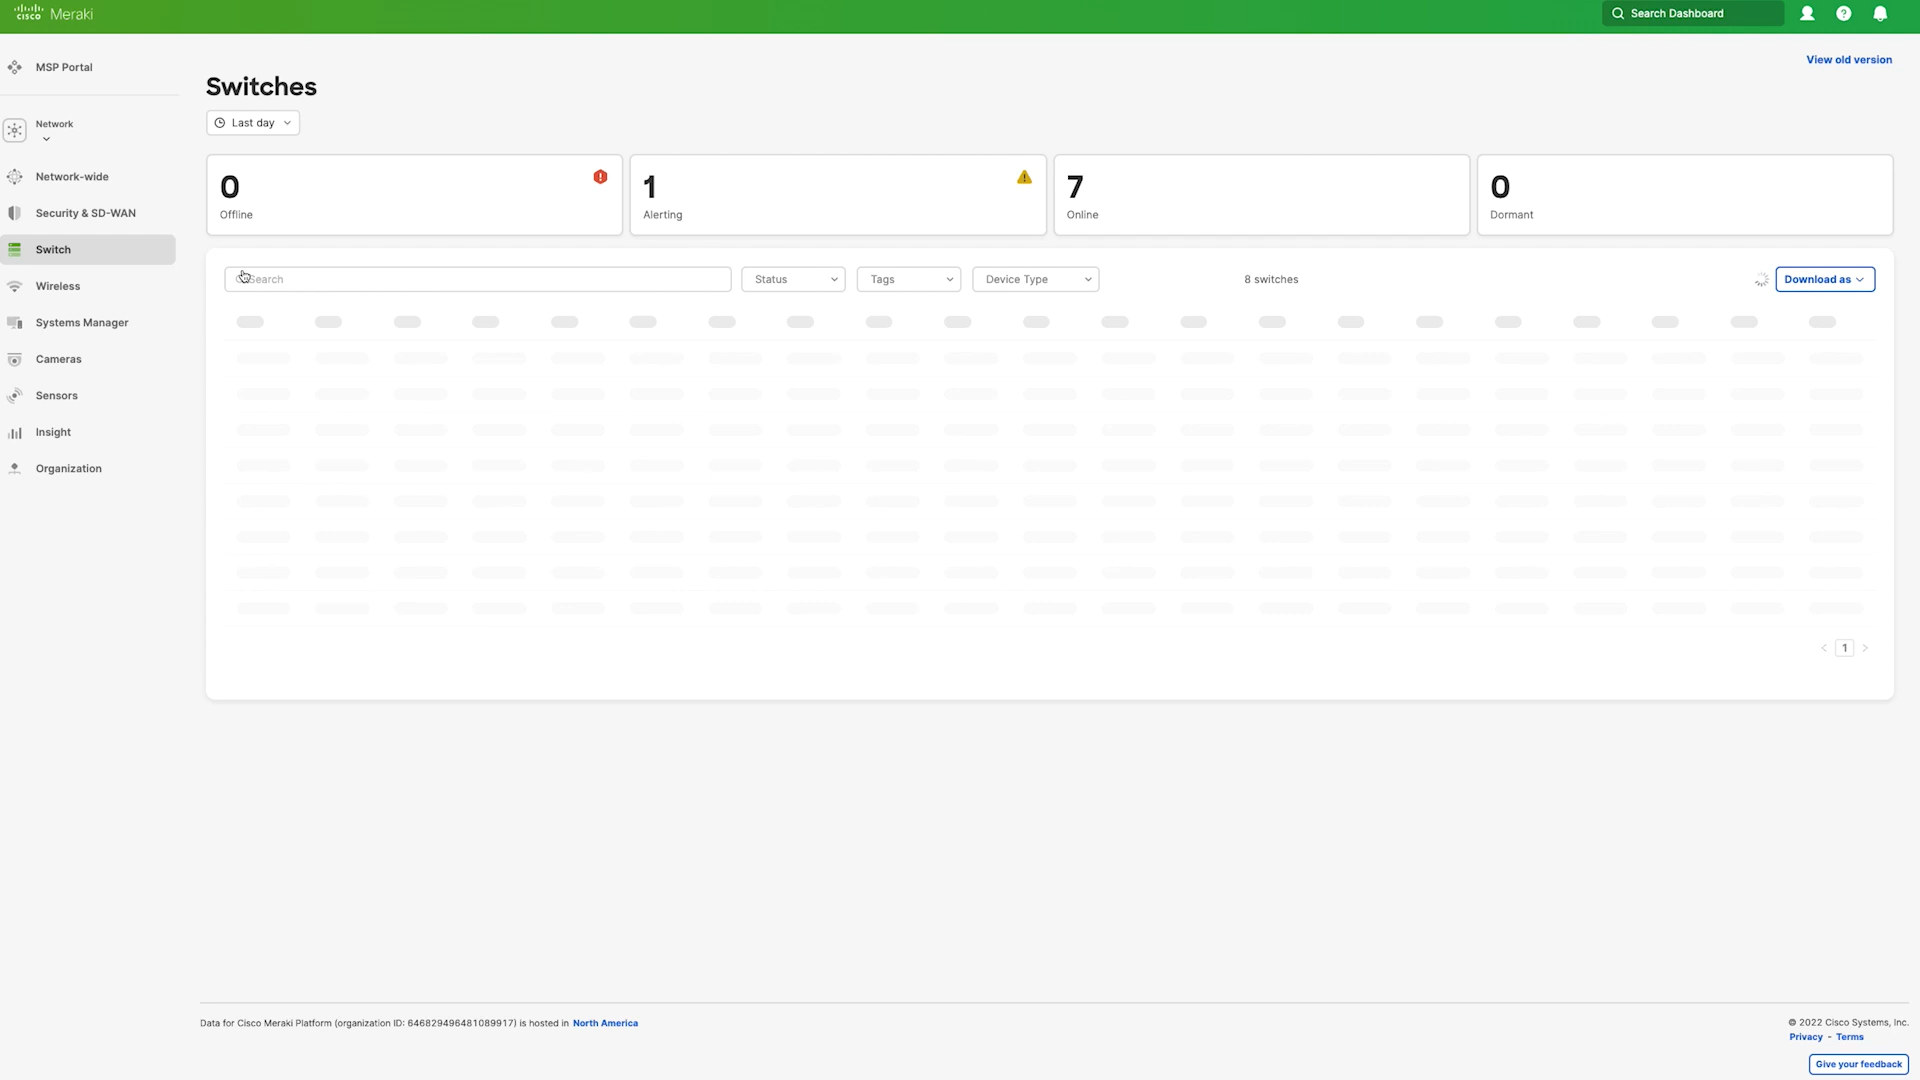 cisco Meraki
Search Dashboard
View old version
MSP Portal
Network
Network-wide
Security & SD-WAN
Switch
Wireless
Systems Manager
Cameras
Sensors
Insight
Organization
Switches
Last day
0
Offline
1
Alerting
7
Online
0
Dormant
Search
Status
Tags
Device Type
8 switches
Download as
1
Data for Cisco Meraki Platform (organization ID: 646829496481089917) is hosted in North America
© 2022 Cisco Systems, Inc.
Privacy - Terms
Give your feedback